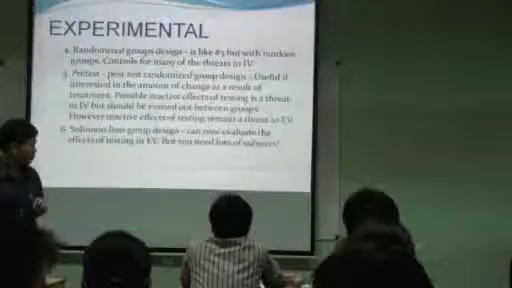 EXPERIMENTAL
4. Randomized groups design - is like #3 but with random
groups. Controls for many of the threats to IV
5. Pretest - post test randomized group design - Useful if
interested in the amount of change as a result of
treatment. Possible reactive effects of testing is a threat
to IV but should be evened out between groups.
However reactive effects of testing remain a threat to EV.
6. Solomon four group design - can now evaluate the
effects of testing to EV. But you need lots of subjects!